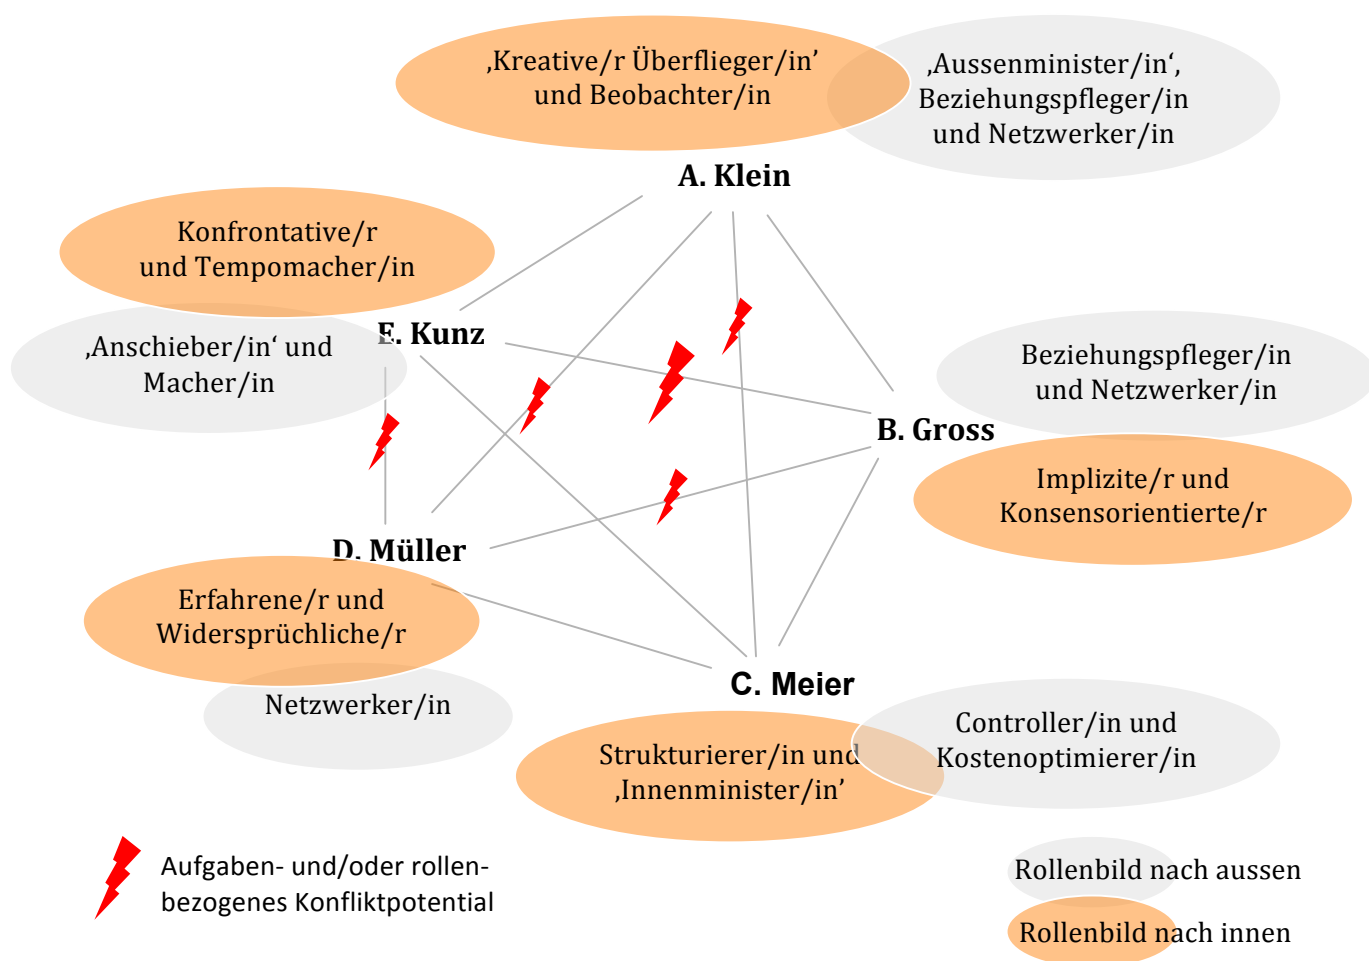 ‚Kreative/r Überflieger/in’
und Beobachter/in
‚Aussenminister/in‘,
Beziehungspfleger/in
und Netzwerker/in
A. Klein
Konfrontative/r
und Tempomacher/in
‚Anschieber/in‘ und
Macher/in
E. Kunz
Beziehungspfleger/in
und Netzwerker/in
B. Gross
Implizite/r und
Konsensorientierte/r
D. Müller
Erfahrene/r und
Widersprüchliche/r
Netzwerker/in
C. Meier
Strukturierer/in und
‚Innenminister/in’
Controller/in und
Kostenoptimierer/in
Aufgaben- und/oder rollen-
bezogenes Konfliktpotential
Rollenbild nach aussen
Rollenbild nach innen